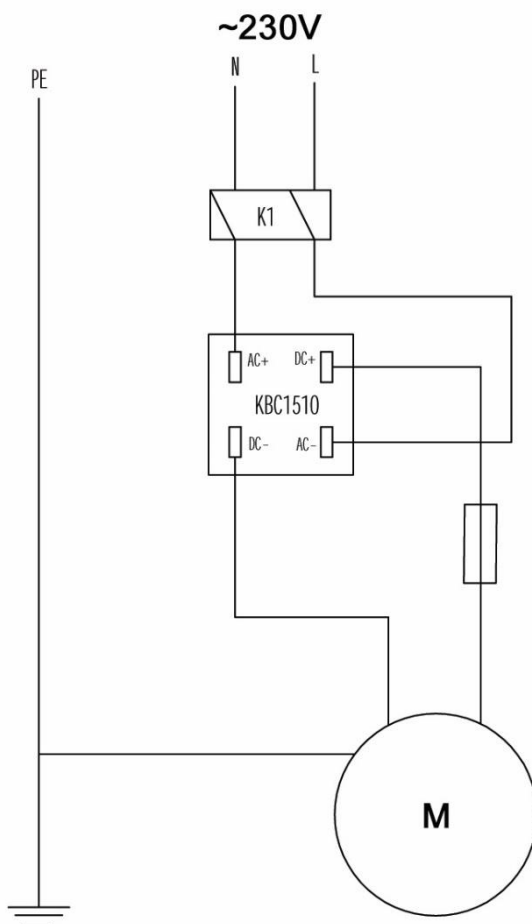 ~230V
PE
N L
K1
AC+ DC+
KBC1510
DC- AC-
M